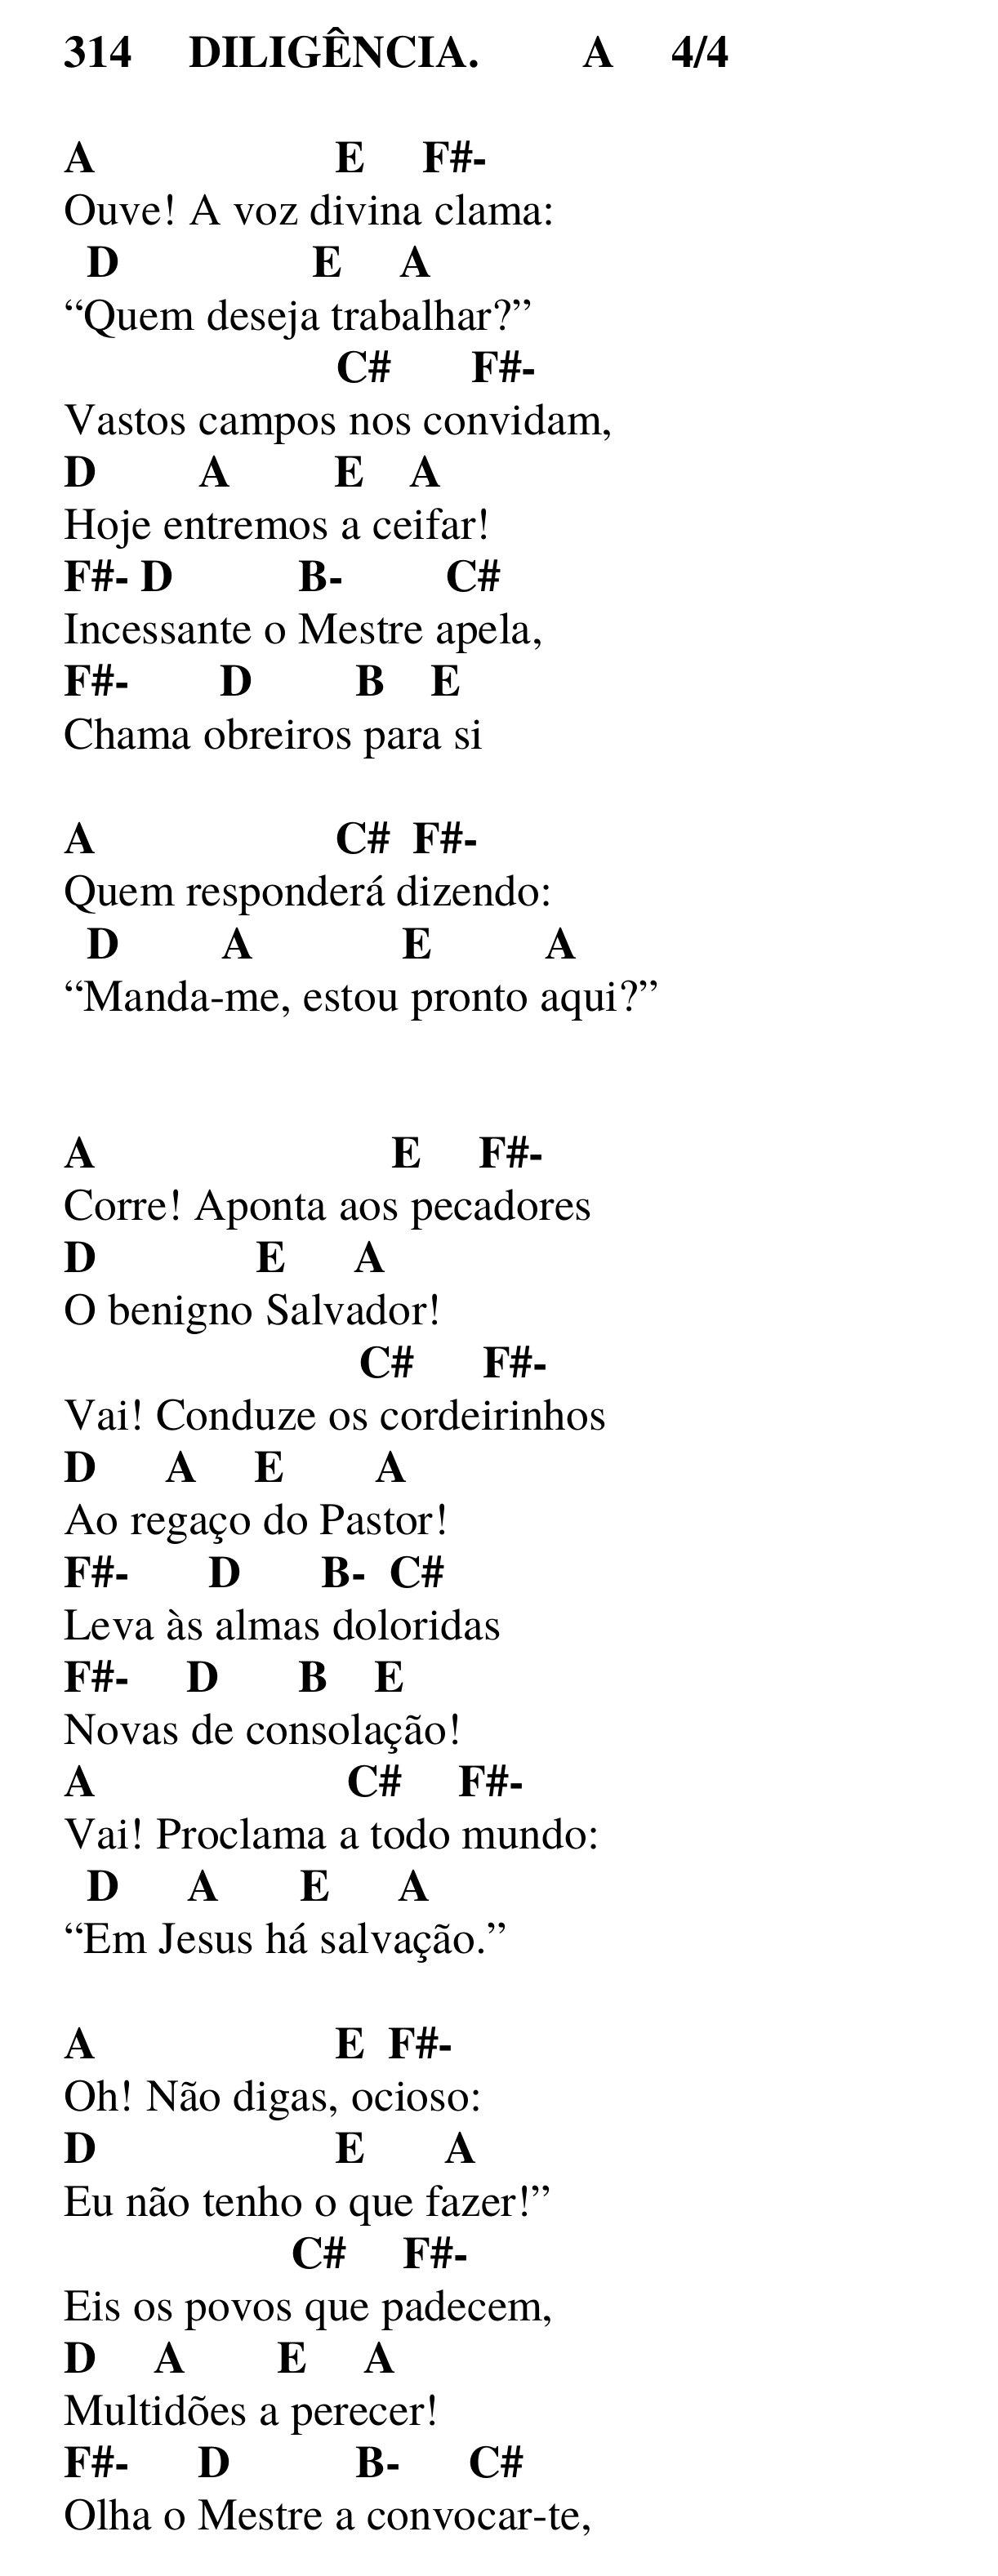 314     DILIGÊNCIA.         A     4/4
A                     E     F#-
Ouve! A voz divina clama:
  D                 E     A
“Quem deseja trabalhar?”
                        C#       F#-
Vastos campos nos convidam,
D         A         E    A
Hoje entremos a ceifar!
F#- D           B-         C#
Incessante o Mestre apela,
F#-        D         B    E
Chama obreiros para si
A                     C#  F#-
Quem responderá dizendo:
  D         A             E          A
“Manda-me, estou pronto aqui?”
A                          E     F#-
Corre! Aponta aos pecadores
D              E      A
O benigno Salvador!
                          C#      F#-
Vai! Conduze os cordeirinhos
D      A     E        A
Ao regaço do Pastor!
F#-       D       B-  C#
Leva às almas doloridas
F#-     D       B    E
Novas de consolação!
A                      C#     F#-
Vai! Proclama a todo mundo:
  D      A       E      A
“Em Jesus há salvação.”
A                     E  F#-
Oh! Não digas, ocioso:
D                     E       A
Eu não tenho o que fazer!”
                    C#     F#-
Eis os povos que padecem,
D     A        E     A
Multidões a perecer!
F#-      D           B-      C#
Olha o Mestre a convocar-te,